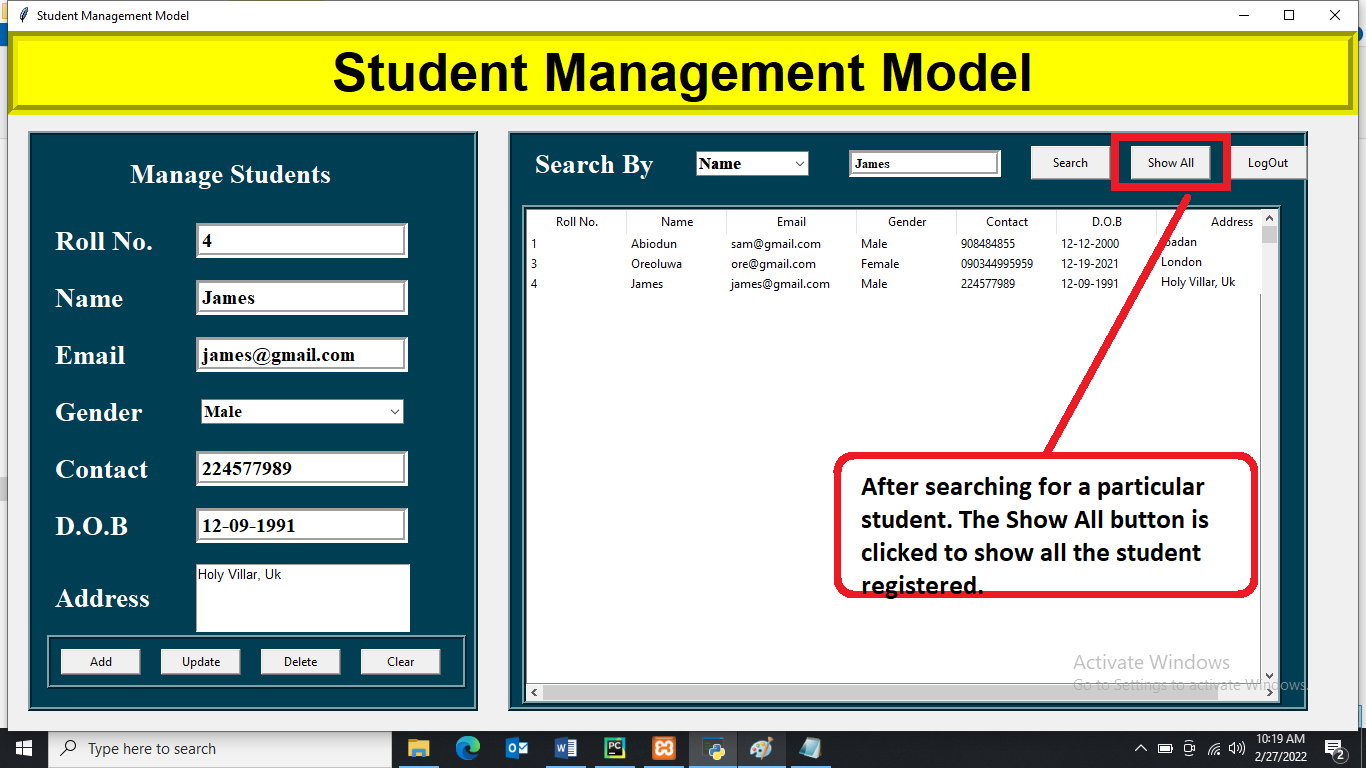 Student Management Model
Student Management Model
Manage Students
Roll No. 4
Name James
Email james@gmail.com
Gender Male
Contact 224577989
D.O.B 12-09-1991
Address Holy Villar, Uk
Add Update Delete Clear
Search By Name James Search Show All LogOut
Roll No. Name Email Gender Contact D.O.B Address
1 Abiodun sam@gmail.com Male 908484855 12-12-2000 badan
3 Oreoluwa ore@gmail.com Female 090344995959 12-19-2021 London
4 James james@gmail.com Male 224577989 12-09-1991 Holy Villar, Uk
After searching for a particular
student. The Show All button is
clicked to show all the student
registered.
Activate Windows
Go to Settings to activate Windows.
Type here to search
10:19 AM
2/27/2022
2